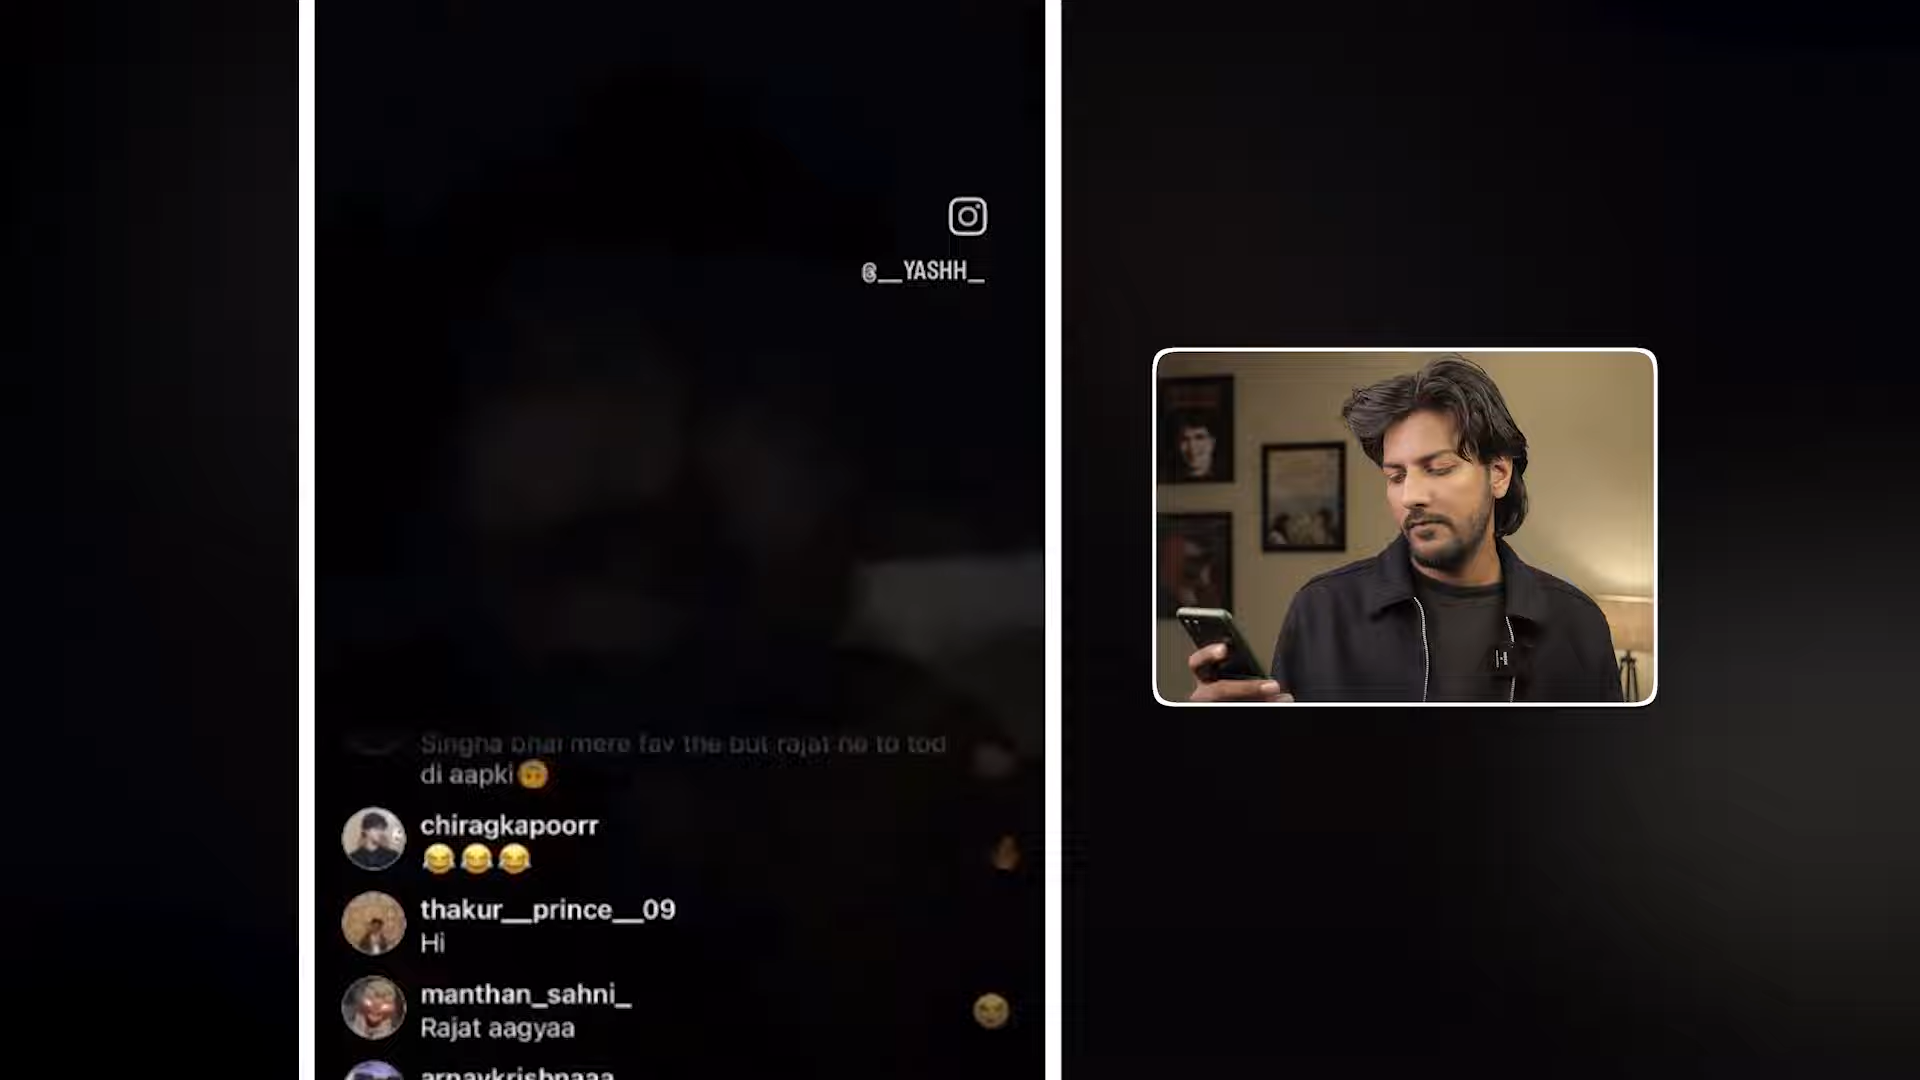 @__YASHH_
Singha bhai mere fav the but rajat ne to tod
di aapki🙃
chiragkapoorr
😂😂😂
thakur__prince__09
Hi
manthan_sahni_
Rajat aagyaa
arnavkrishnaaa